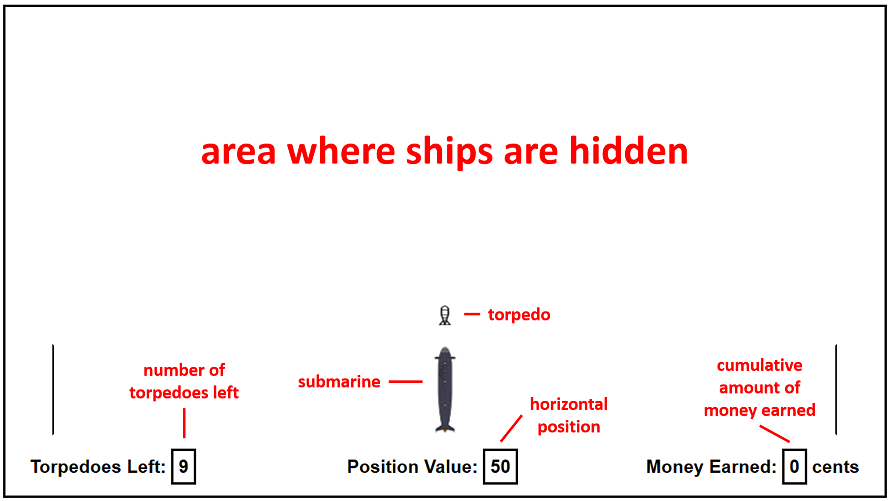 area where ships are hidden
torpedo
number of
torpedoes left
submarine
horizontal
position
cumulative
amount of
money earned
Torpedoes Left: 9
Position Value: 50
Money Earned: 0 cents